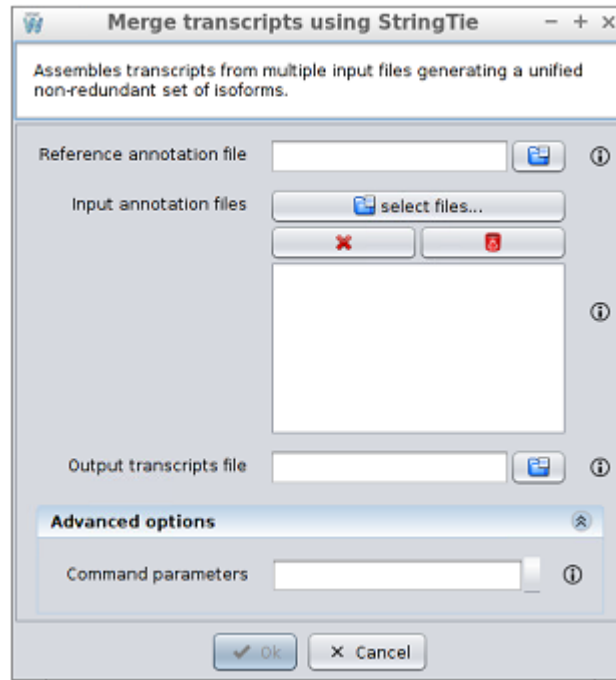 Merge transcripts using StringTie
Assembles transcripts from multiple input files generating a unified
non-redundant set of isoforms.
Reference annotation file
Input annotation files
select files...
Output transcripts file
Advanced options
Command parameters
Ok
Cancel